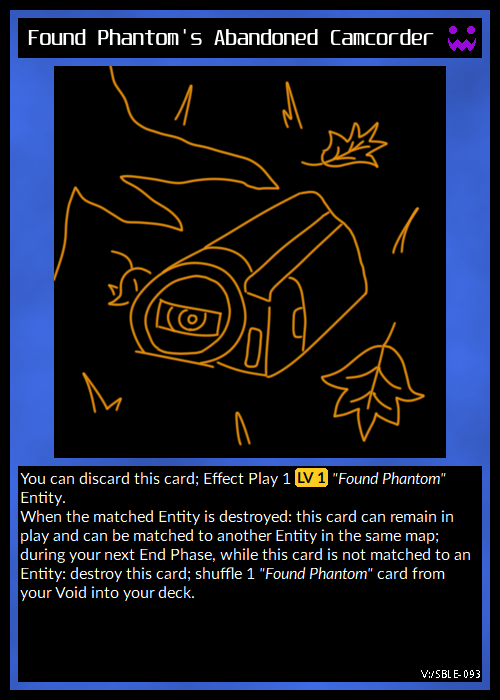 Found Phantom's Abandoned Camcorder
You can discard this card; Effect Play 1 LV 1 "Found Phantom"
Entity.
When the matched Entity is destroyed: this card can remain in
play and can be matched to another Entity in the same map;
during your next End Phase, while this card is not matched to an
Entity: destroy this card; shuffle 1 "Found Phantom" card from
your Void into your deck.
V:/SBLE-093